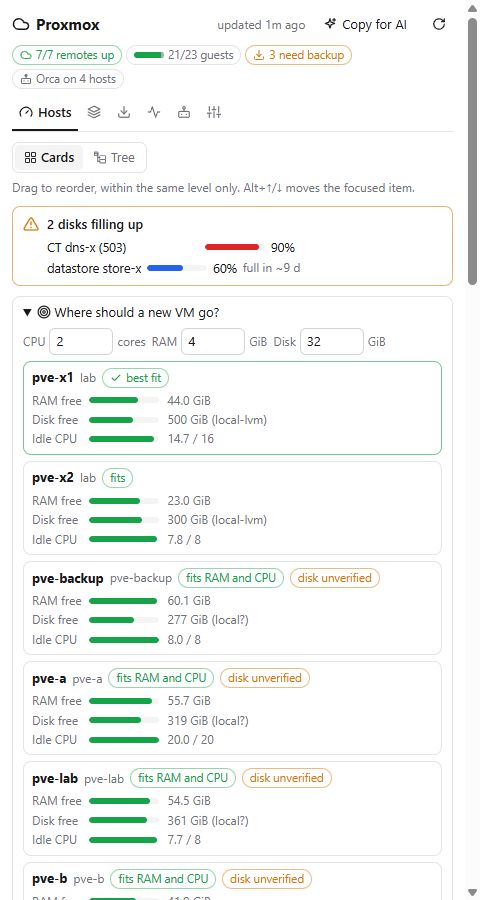 Proxmox updated 1m ago Copy for AI
7/7 remotes up 21/23 guests 3 need backup
Orca on 4 hosts
Hosts
Cards Tree
Drag to reorder, within the same level only. Alt+↑/↓ moves the focused item.
2 disks filling up
CT dns-x (503) 90%
datastore store-x 60% full in ~9 d
▼ Where should a new VM go?
CPU 2 cores RAM 4 GiB Disk 32 GiB
pve-x1 lab ✓ best fit
RAM free 44.0 GiB
Disk free 500 GiB (local-lvm)
Idle CPU 14.7 / 16
pve-x2 lab fits
RAM free 23.0 GiB
Disk free 300 GiB (local-lvm)
Idle CPU 7.8 / 8
pve-backup pve-backup fits RAM and CPU disk unverified
RAM free 60.1 GiB
Disk free 277 GiB (local?)
Idle CPU 8.0 / 8
pve-a pve-a fits RAM and CPU disk unverified
RAM free 55.7 GiB
Disk free 319 GiB (local?)
Idle CPU 20.0 / 20
pve-lab pve-lab fits RAM and CPU disk unverified
RAM free 54.5 GiB
Disk free 361 GiB (local?)
Idle CPU 7.7 / 8
pve-b pve-b fits RAM and CPU disk unverified